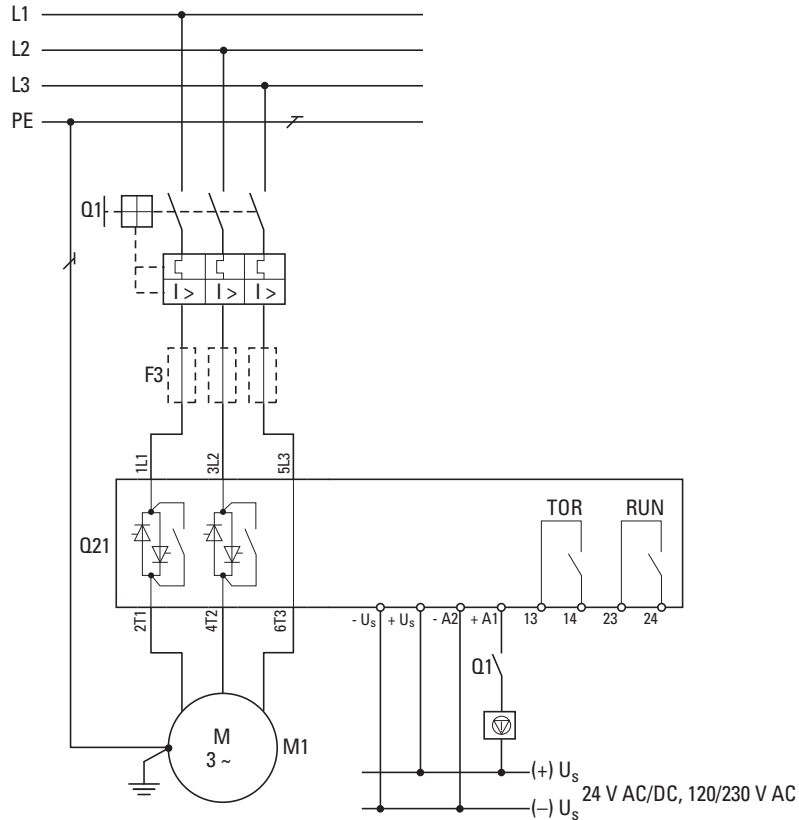 L1
L2
L3
PE
Q1
I > I > I >
F3
1L1 3L2 5L3
TOR RUN
Q21
2T1 4T2 6T3
- Us + Us - A2 + A1 13 14 23 24
Q1
M
3 ~
M1
(+) Us
24 V AC/DC, 120/230 V AC
(–) Us